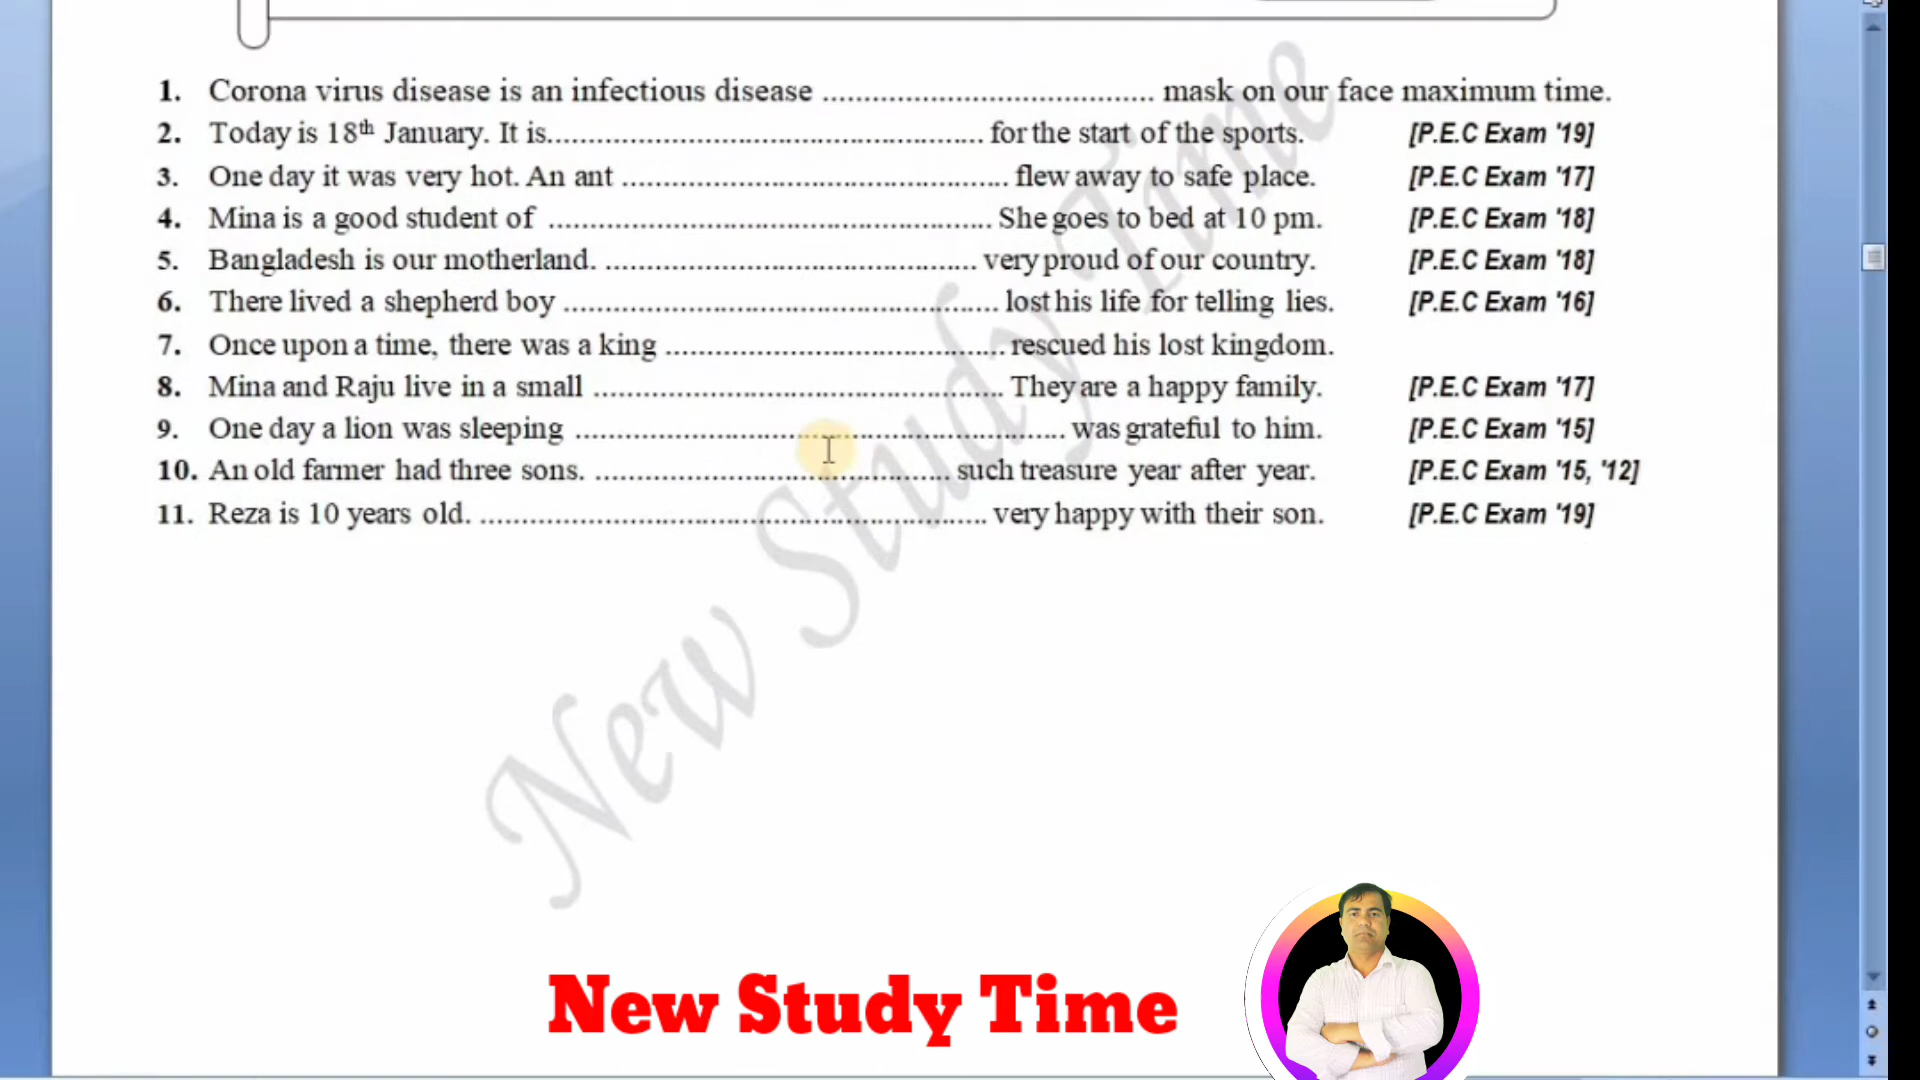 1. Corona virus disease is an infectious disease ........................................ mask on our face maximum time.
2. Today is 18th January. It is.................................................... for the start of the sports. [P.E.C Exam '19]
3. One day it was very hot. An ant .............................................. flew away to safe place. [P.E.C Exam '17]
4. Mina is a good student of ..................................................... She goes to bed at 10 pm. [P.E.C Exam '18]
5. Bangladesh is our motherland. ............................................. very proud of our country. [P.E.C Exam '18]
6. There lived a shepherd boy .................................................... lost his life for telling lies. [P.E.C Exam '16]
7. Once upon a time, there was a king ......................................... rescued his lost kingdom.
8. Mina and Raju live in a small ................................................. They are a happy family. [P.E.C Exam '17]
9. One day a lion was sleeping ........................................................... was grateful to him. [P.E.C Exam '15]
10. An old farmer had three sons. ........................................... such treasure year after year. [P.E.C Exam '15, '12]
11. Reza is 10 years old. ............................................................. very happy with their son. [P.E.C Exam '19]
New Study Time
New Study Time